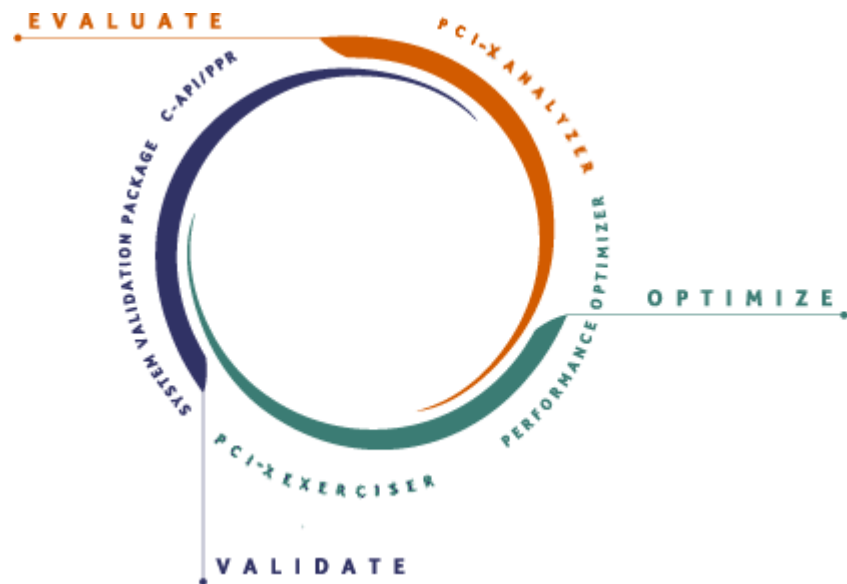 EVALUATE
PCI-X ANALYZER
C-API/PPR
SYSTEM VALIDATION PACKAGE
PERFORMANCE OPTIMIZER
OPTIMIZE
PCI-X EXERCISER
VALIDATE